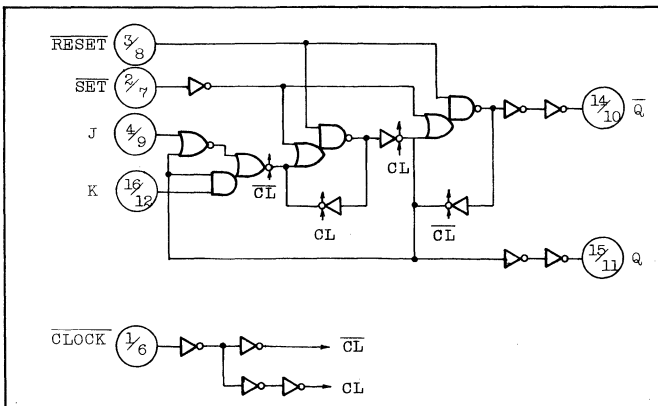 RESET 3/8
SET 2/7
J 4/9
K 16/12
CL
CL
CL
CL
14/10 Q
15/11 Q
CLOCK 1/6
CL
CL